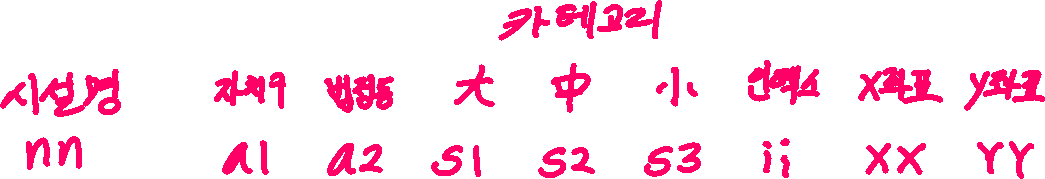 카테고리
시설명 자치구 법정동 大 中 小 인덱스 X좌표 Y좌표
nn a1 a2 s1 s2 s3 ii xx YY